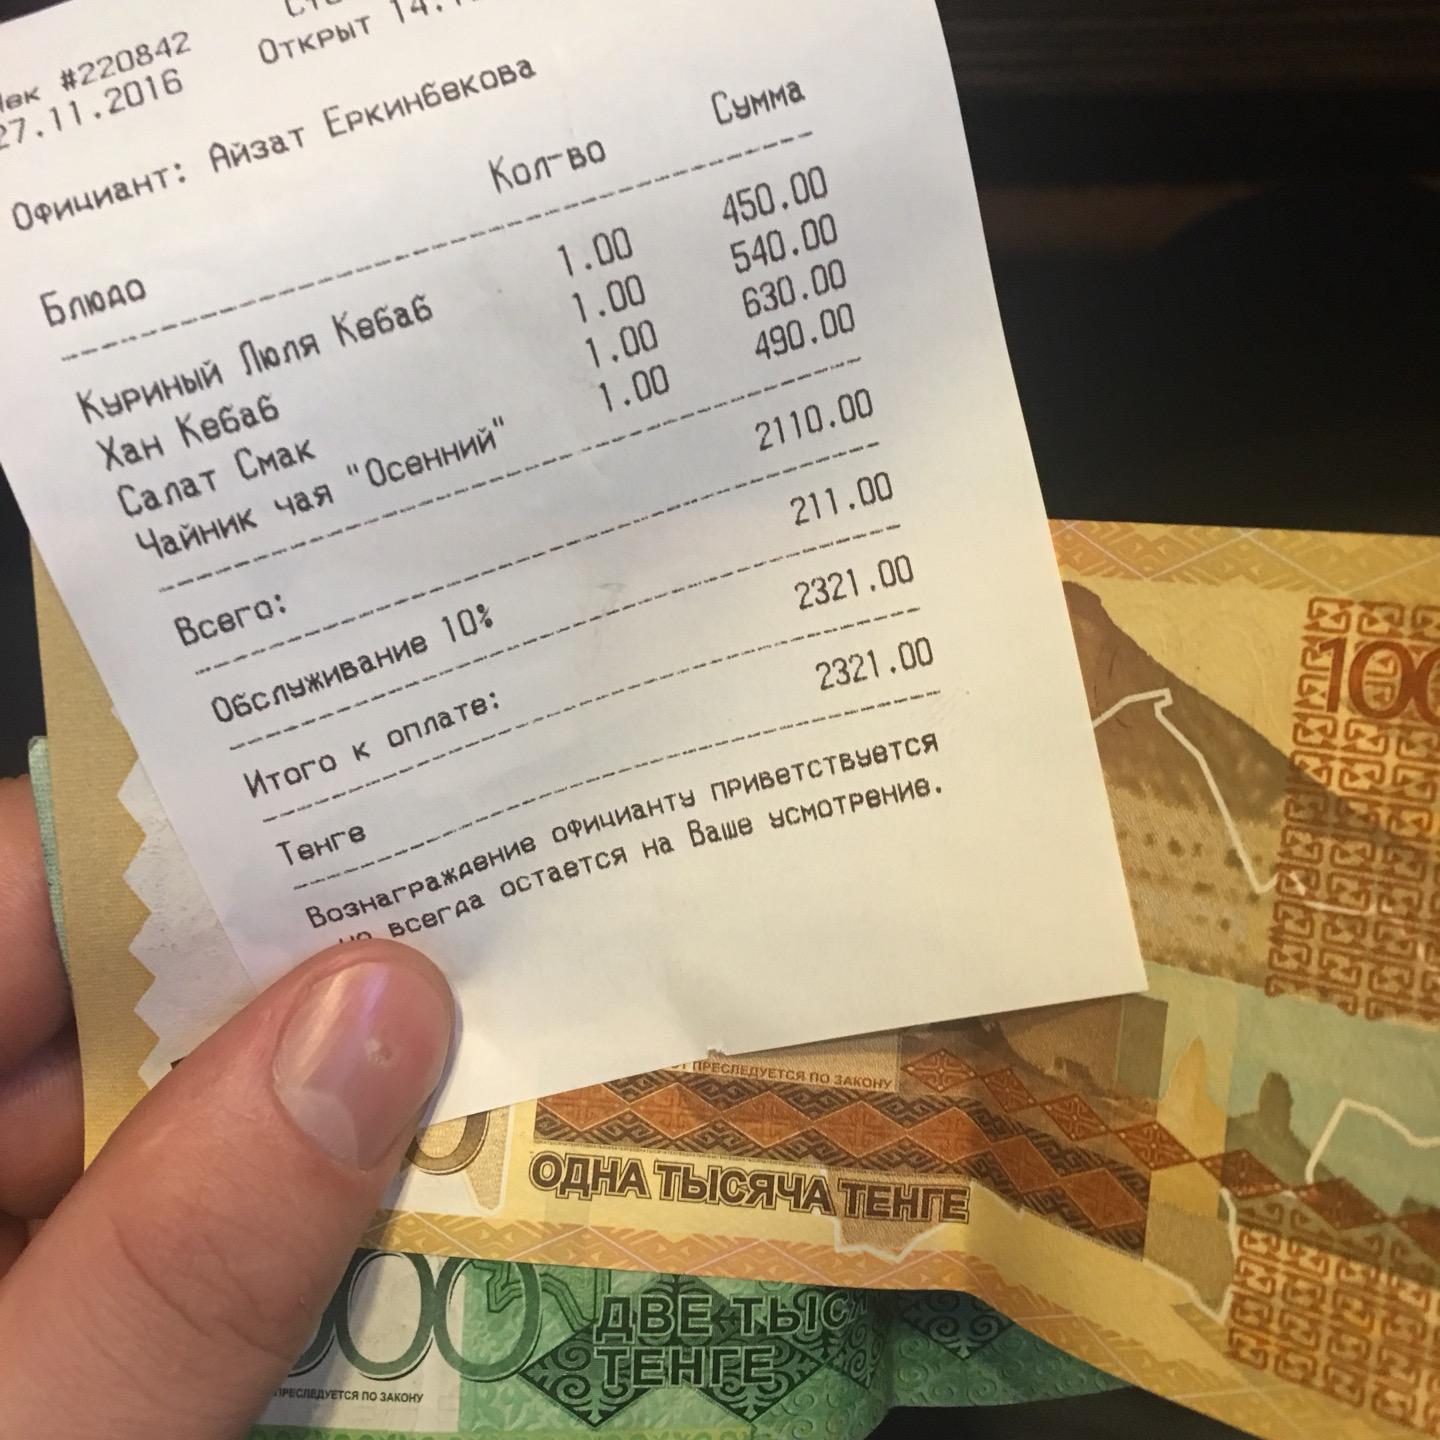 #220842
27.11.2016
Открыт 14.
Официант: Айзат Еркинбекова
Блюдо Кол-во Сумма
Куриный Люля Кебаб 1.00 450.00
Хан Кебаб 1.00 540.00
Салат Смак 1.00 630.00
Чайник чая "Осенний" 1.00 490.00
Всего: 2110.00
Обслуживание 10% 211.00
Итого к оплате: 2321.00
Тенге 2321.00
Вознаграждение официанту приветствуется
но всегда остается на Ваше усмотрение.
100
ПРЕСЛЕДУЕТСЯ ПО ЗАКОНУ
ОДНА ТЫСЯЧА ТЕНГЕ
000
ДВЕ ТЫС
ТЕНГЕ
ПРЕСЛЕДУЕТСЯ ПО ЗАКОНУ